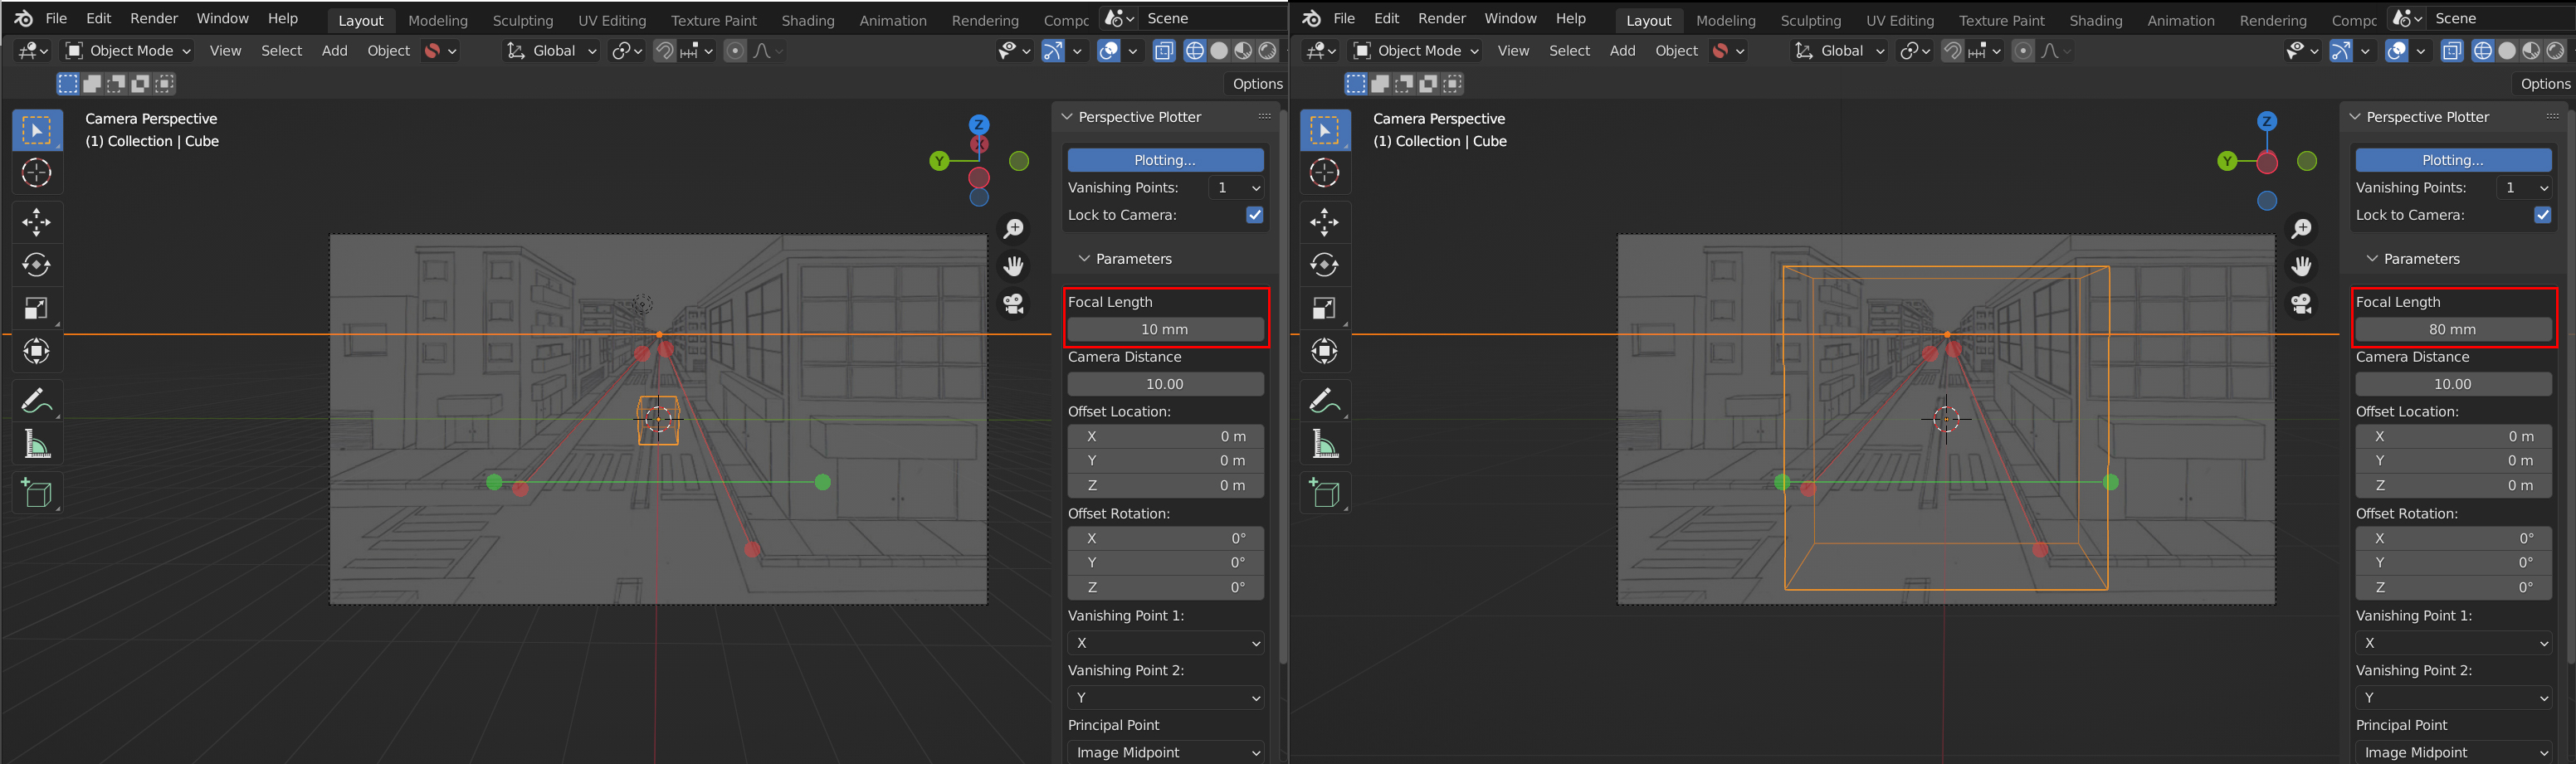 File Edit Render Window Help Layout Modeling Sculpting UV Editing Texture Paint Shading Animation Rendering Compc Scene
Object Mode View Select Add Object Global
Options
Camera Perspective
(1) Collection | Cube
Z
X
Y
Perspective Plotter
Plotting...
Vanishing Points: 1
Lock to Camera:
Parameters
Focal Length
10 mm
Camera Distance
10.00
Offset Location:
X 0 m
Y 0 m
Z 0 m
Offset Rotation:
X 0°
Y 0°
Z 0°
Vanishing Point 1:
X
Vanishing Point 2:
Y
Principal Point
Image Midpoint
File Edit Render Window Help Layout Modeling Sculpting UV Editing Texture Paint Shading Animation Rendering Compc Scene
Object Mode View Select Add Object Global
Options
Camera Perspective
(1) Collection | Cube
Z
Y
Perspective Plotter
Plotting...
Vanishing Points: 1
Lock to Camera:
Parameters
Focal Length
80 mm
Camera Distance
10.00
Offset Location:
X 0 m
Y 0 m
Z 0 m
Offset Rotation:
X 0°
Y 0°
Z 0°
Vanishing Point 1:
X
Vanishing Point 2:
Y
Principal Point
Image Midpoint